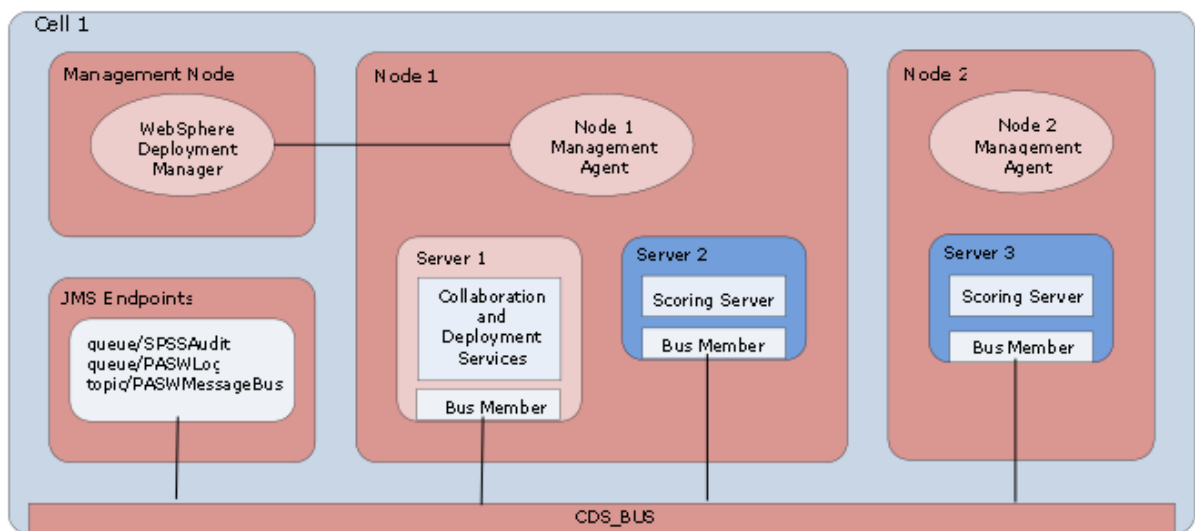 Cell 1
Management Node
WebSphere
Deployment
Manager
Node 1
Node 1
Management
Agent
Node 2
Node 2
Management
Agent
JMS Endpoints
queue/SPSSAudit
queue/PASWLog
topic/PASWMessageBus
Server 1
Collaboration
and
Deployment
Services
Bus Member
Server 2
Scoring Server
Bus Member
Server 3
Scoring Server
Bus Member
CDS_BUS